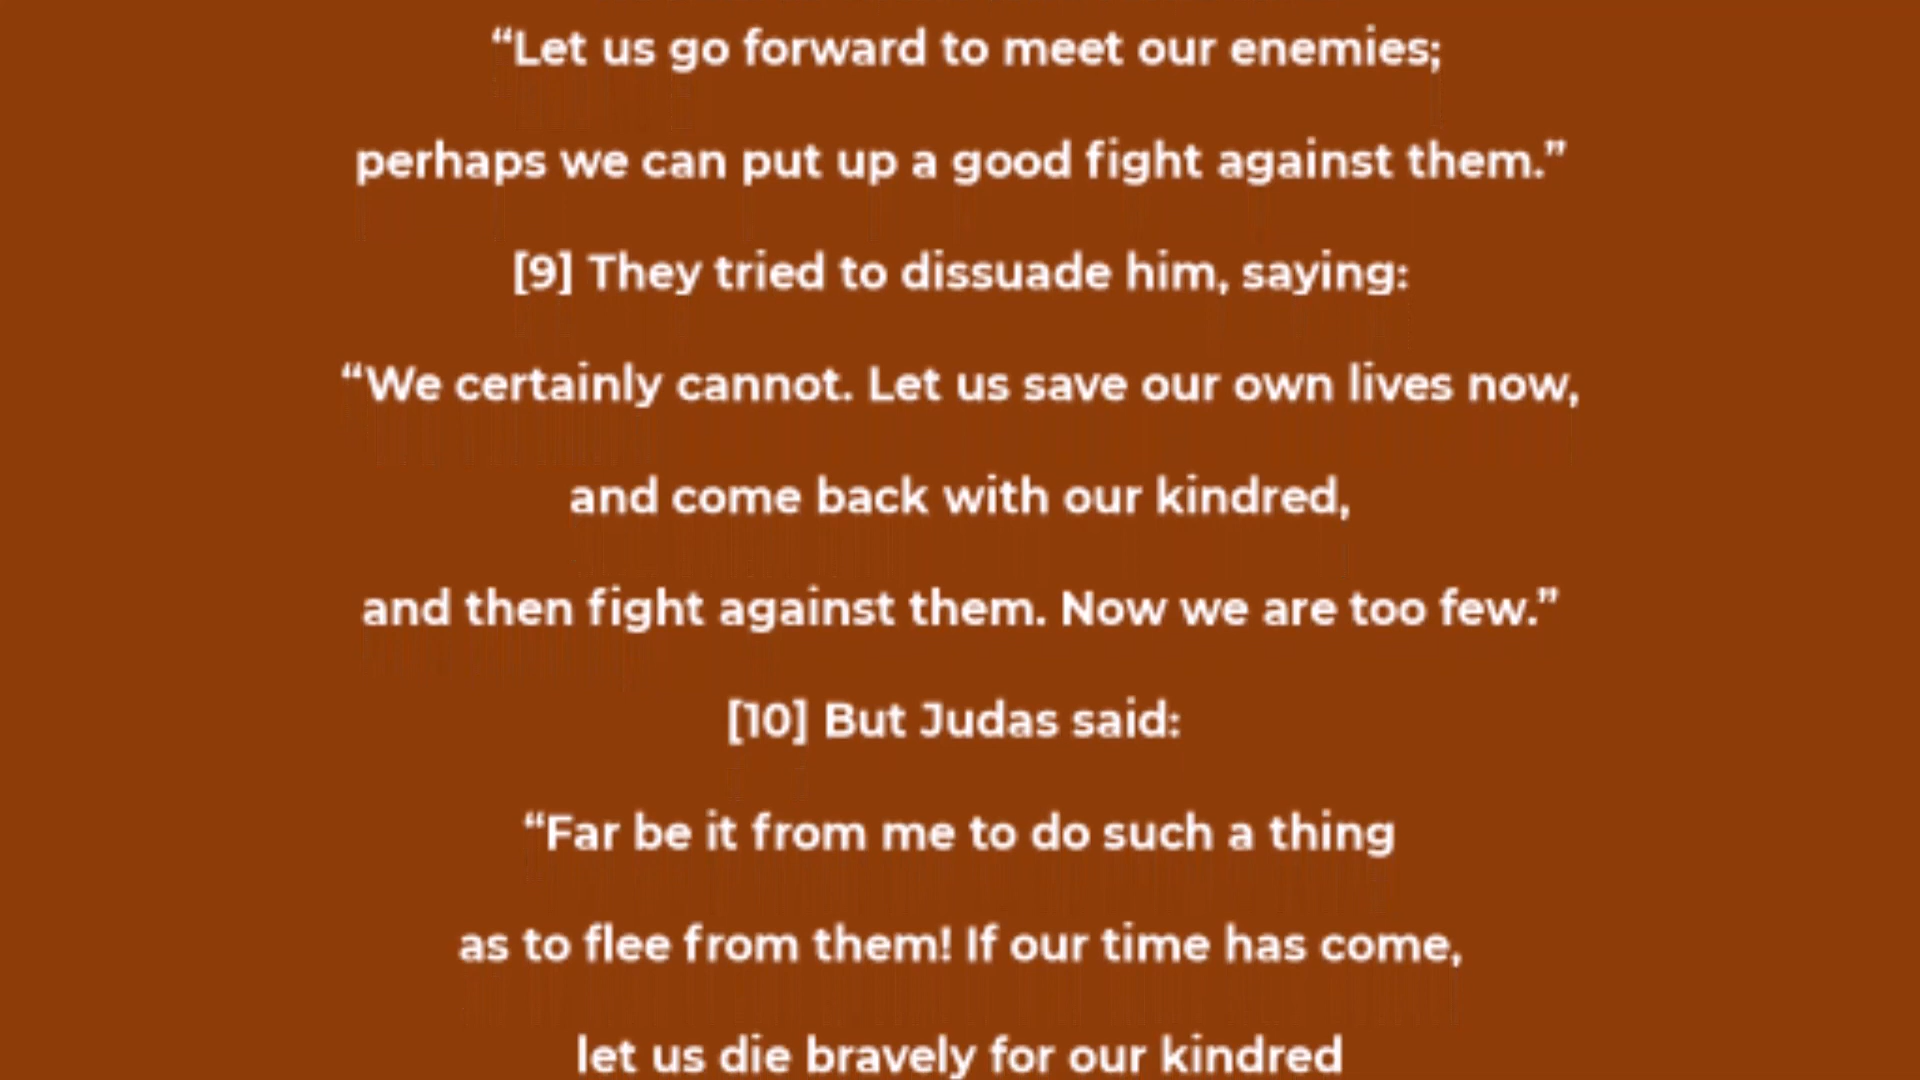 “Let us go forward to meet our enemies;
perhaps we can put up a good fight against them.”
[9] They tried to dissuade him, saying:
“We certainly cannot. Let us save our own lives now,
and come back with our kindred,
and then fight against them. Now we are too few.”
[10] But Judas said:
“Far be it from me to do such a thing
as to flee from them! If our time has come,
let us die bravely for our kindred